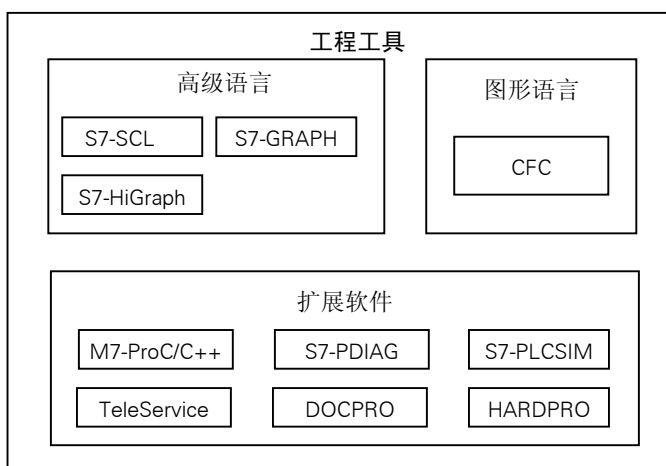 工程工具
高级语言
S7-SCL
S7-GRAPH
S7-HiGraph
图形语言
CFC
扩展软件
M7-ProC/C++
S7-PDIAG
S7-PLCSIM
TeleService
DOCPRO
HARDPRO